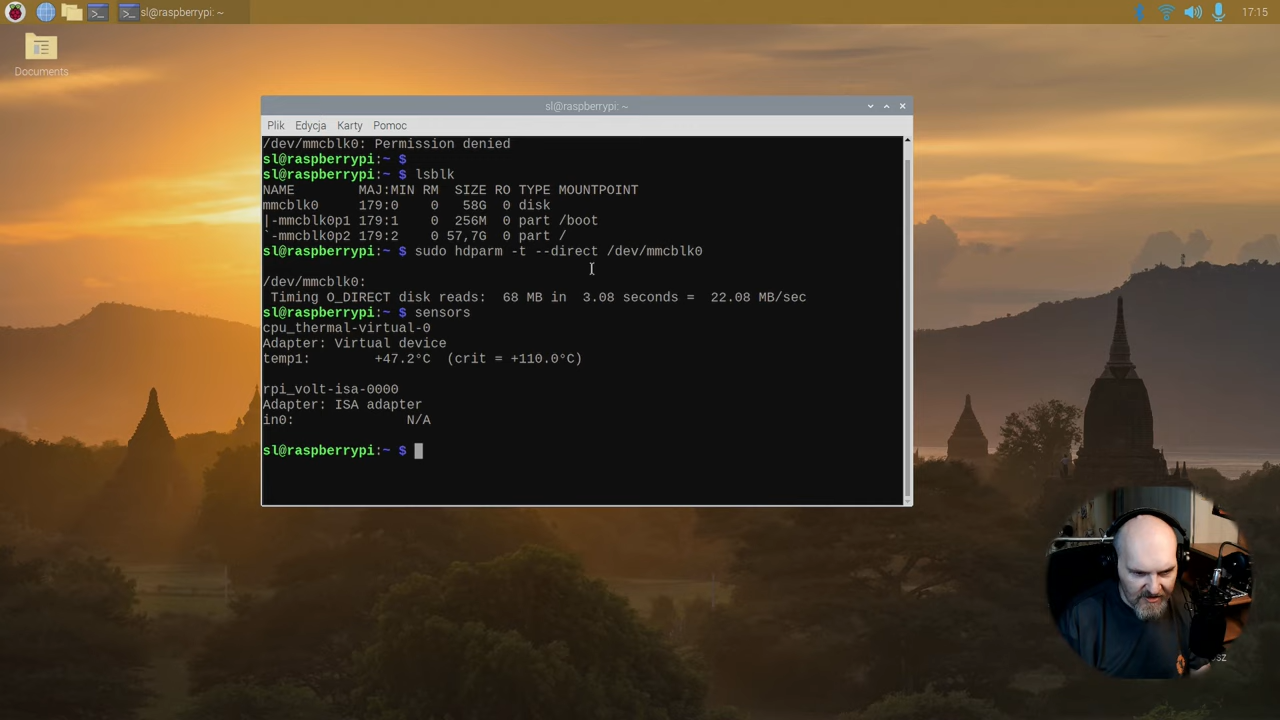 sl@raspberrypi: ~
17:15
Documents
sl@raspberrypi: ~
Plik Edycja Karty Pomoc
/dev/mmcblk0: Permission denied
sl@raspberrypi:~ $
sl@raspberrypi:~ $ lsblk
NAME        MAJ:MIN RM  SIZE RO TYPE MOUNTPOINT
mmcblk0     179:0    0   58G  0 disk
|-mmcblk0p1 179:1    0  256M  0 part /boot
`-mmcblk0p2 179:2    0 57,7G  0 part /
sl@raspberrypi:~ $ sudo hdparm -t --direct /dev/mmcblk0
/dev/mmcblk0:
 Timing O_DIRECT disk reads:  68 MB in  3.08 seconds =  22.08 MB/sec
sl@raspberrypi:~ $ sensors
cpu_thermal-virtual-0
Adapter: Virtual device
temp1:        +47.2°C  (crit = +110.0°C)
rpi_volt-isa-0000
Adapter: ISA adapter
in0:              N/A
sl@raspberrypi:~ $